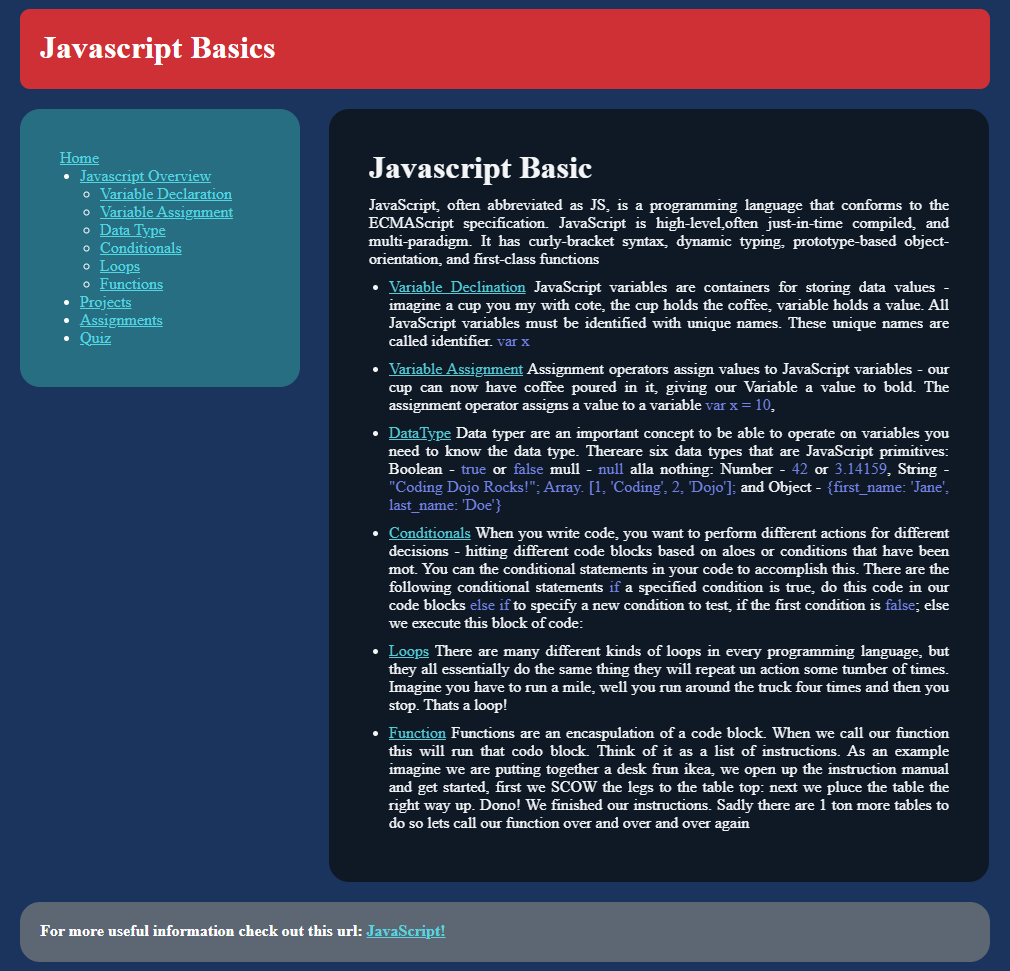 Javascript Basics
Home
Javascript Overview
Variable Declaration
Variable Assignment
Data Type
Conditionals
Loops
Functions
Projects
Assignments
Quiz
Javascript Basic
JavaScript, often abbreviated as JS, is a programming language that conforms to the
ECMAScript specification. JavaScript is high-level,often just-in-time compiled, and
multi-paradigm. It has curly-bracket syntax, dynamic typing, prototype-based object-
orientation, and first-class functions
Variable Declination JavaScript variables are containers for storing data values -
imagine a cup you my with cote, the cup holds the coffee, variable holds a value. All
JavaScript variables must be identified with unique names. These unique names are
called identifier. var x
Variable Assignment Assignment operators assign values to JavaScript variables - our
cup can now have coffee poured in it, giving our Variable a value to bold. The
assignment operator assigns a value to a variable var x = 10,
DataType Data typer are an important concept to be able to operate on variables you
need to know the data type. Thereare six data types that are JavaScript primitives:
Boolean - true or false mull - null alla nothing: Number - 42 or 3.14159, String -
"Coding Dojo Rocks!"; Array. [1, 'Coding', 2, 'Dojo']; and Object - {first_name: 'Jane',
last_name: 'Doe'}
Conditionals When you write code, you want to perform different actions for different
decisions - hitting different code blocks based on aloes or conditions that have been
mot. You can the conditional statements in your code to accomplish this. There are the
following conditional statements if a specified condition is true, do this code in our
code blocks else if to specify a new condition to test, if the first condition is false; else
we execute this block of code:
Loops There are many different kinds of loops in every programming language, but
they all essentially do the same thing they will repeat un action some tumber of times.
Imagine you have to run a mile, well you run around the truck four times and then you
stop. Thats a loop!
Function Functions are an encaspulation of a code block. When we call our function
this will run that codo block. Think of it as a list of instructions. As an example
imagine we are putting together a desk frun ikea, we open up the instruction manual
and get started, first we SCOW the legs to the table top: next we pluce the table the
right way up. Dono! We finished our instructions. Sadly there are 1 ton more tables to
do so lets call our function over and over and over again
For more useful information check out this url: JavaScript!